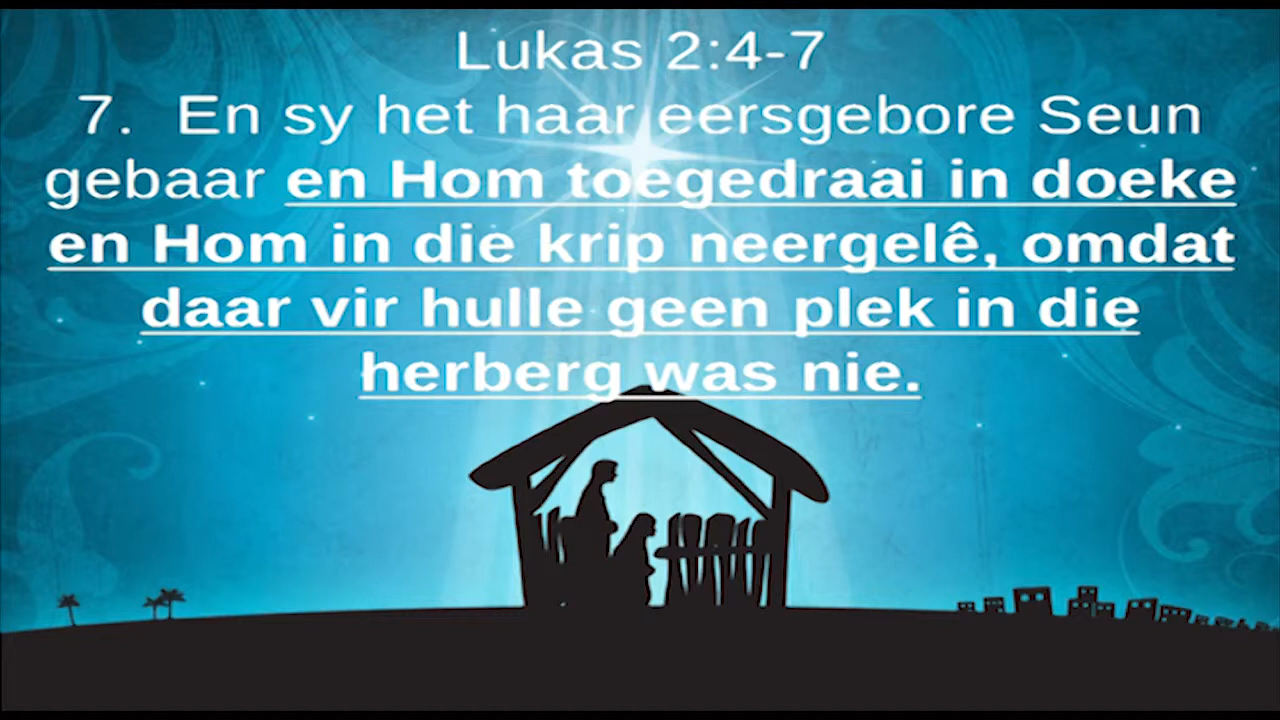 Lukas 2:4-7
7. En sy het haar eersgebore Seun
gebaar en Hom toegedraai in doeke
en Hom in die krip neergelê, omdat
daar vir hulle geen plek in die
herberg was nie.